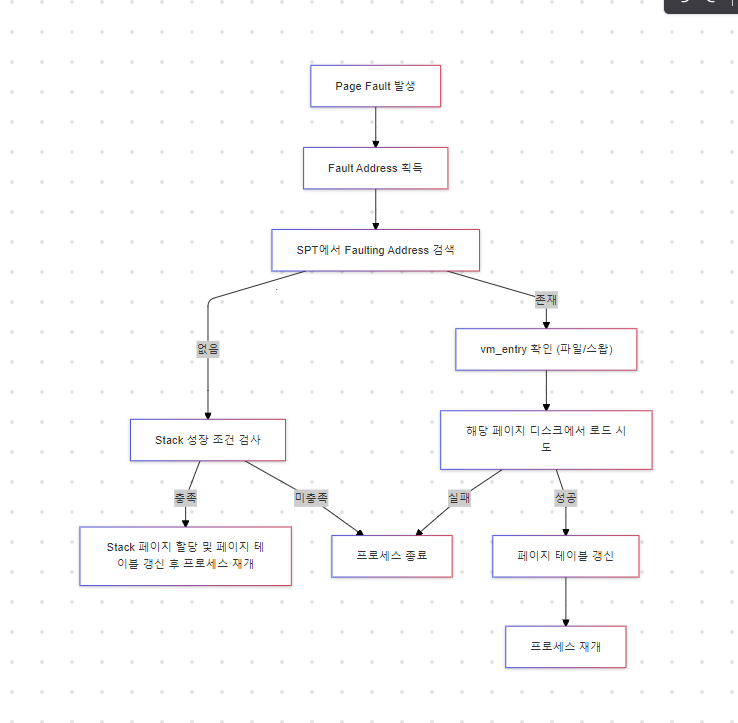 Page Fault 발생
Fault Address 획득
SPT에서 Faulting Address 검색
존재
없음
vm_entry 확인 (파일/스왑)
해당 페이지 디스크에서 로드 시
도
Stack 성장 조건 검사
충족
미충족
실패
성공
Stack 페이지 할당 및 페이지 테
이블 갱신 후 프로세스 재개
프로세스 종료
페이지 테이블 갱신
프로세스 재개